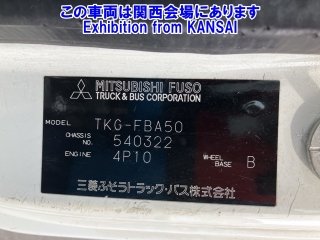 この車両は関西会場にあります
Exhibition from KANSAI
MITSUBISHI FUSO
TRUCK & BUS CORPORATION
MODEL TKG-FBA50
CHASSIS NO. 540322
ENGINE 4P10 WHEEL BASE B
三菱ふそうトラック・バス株式会社